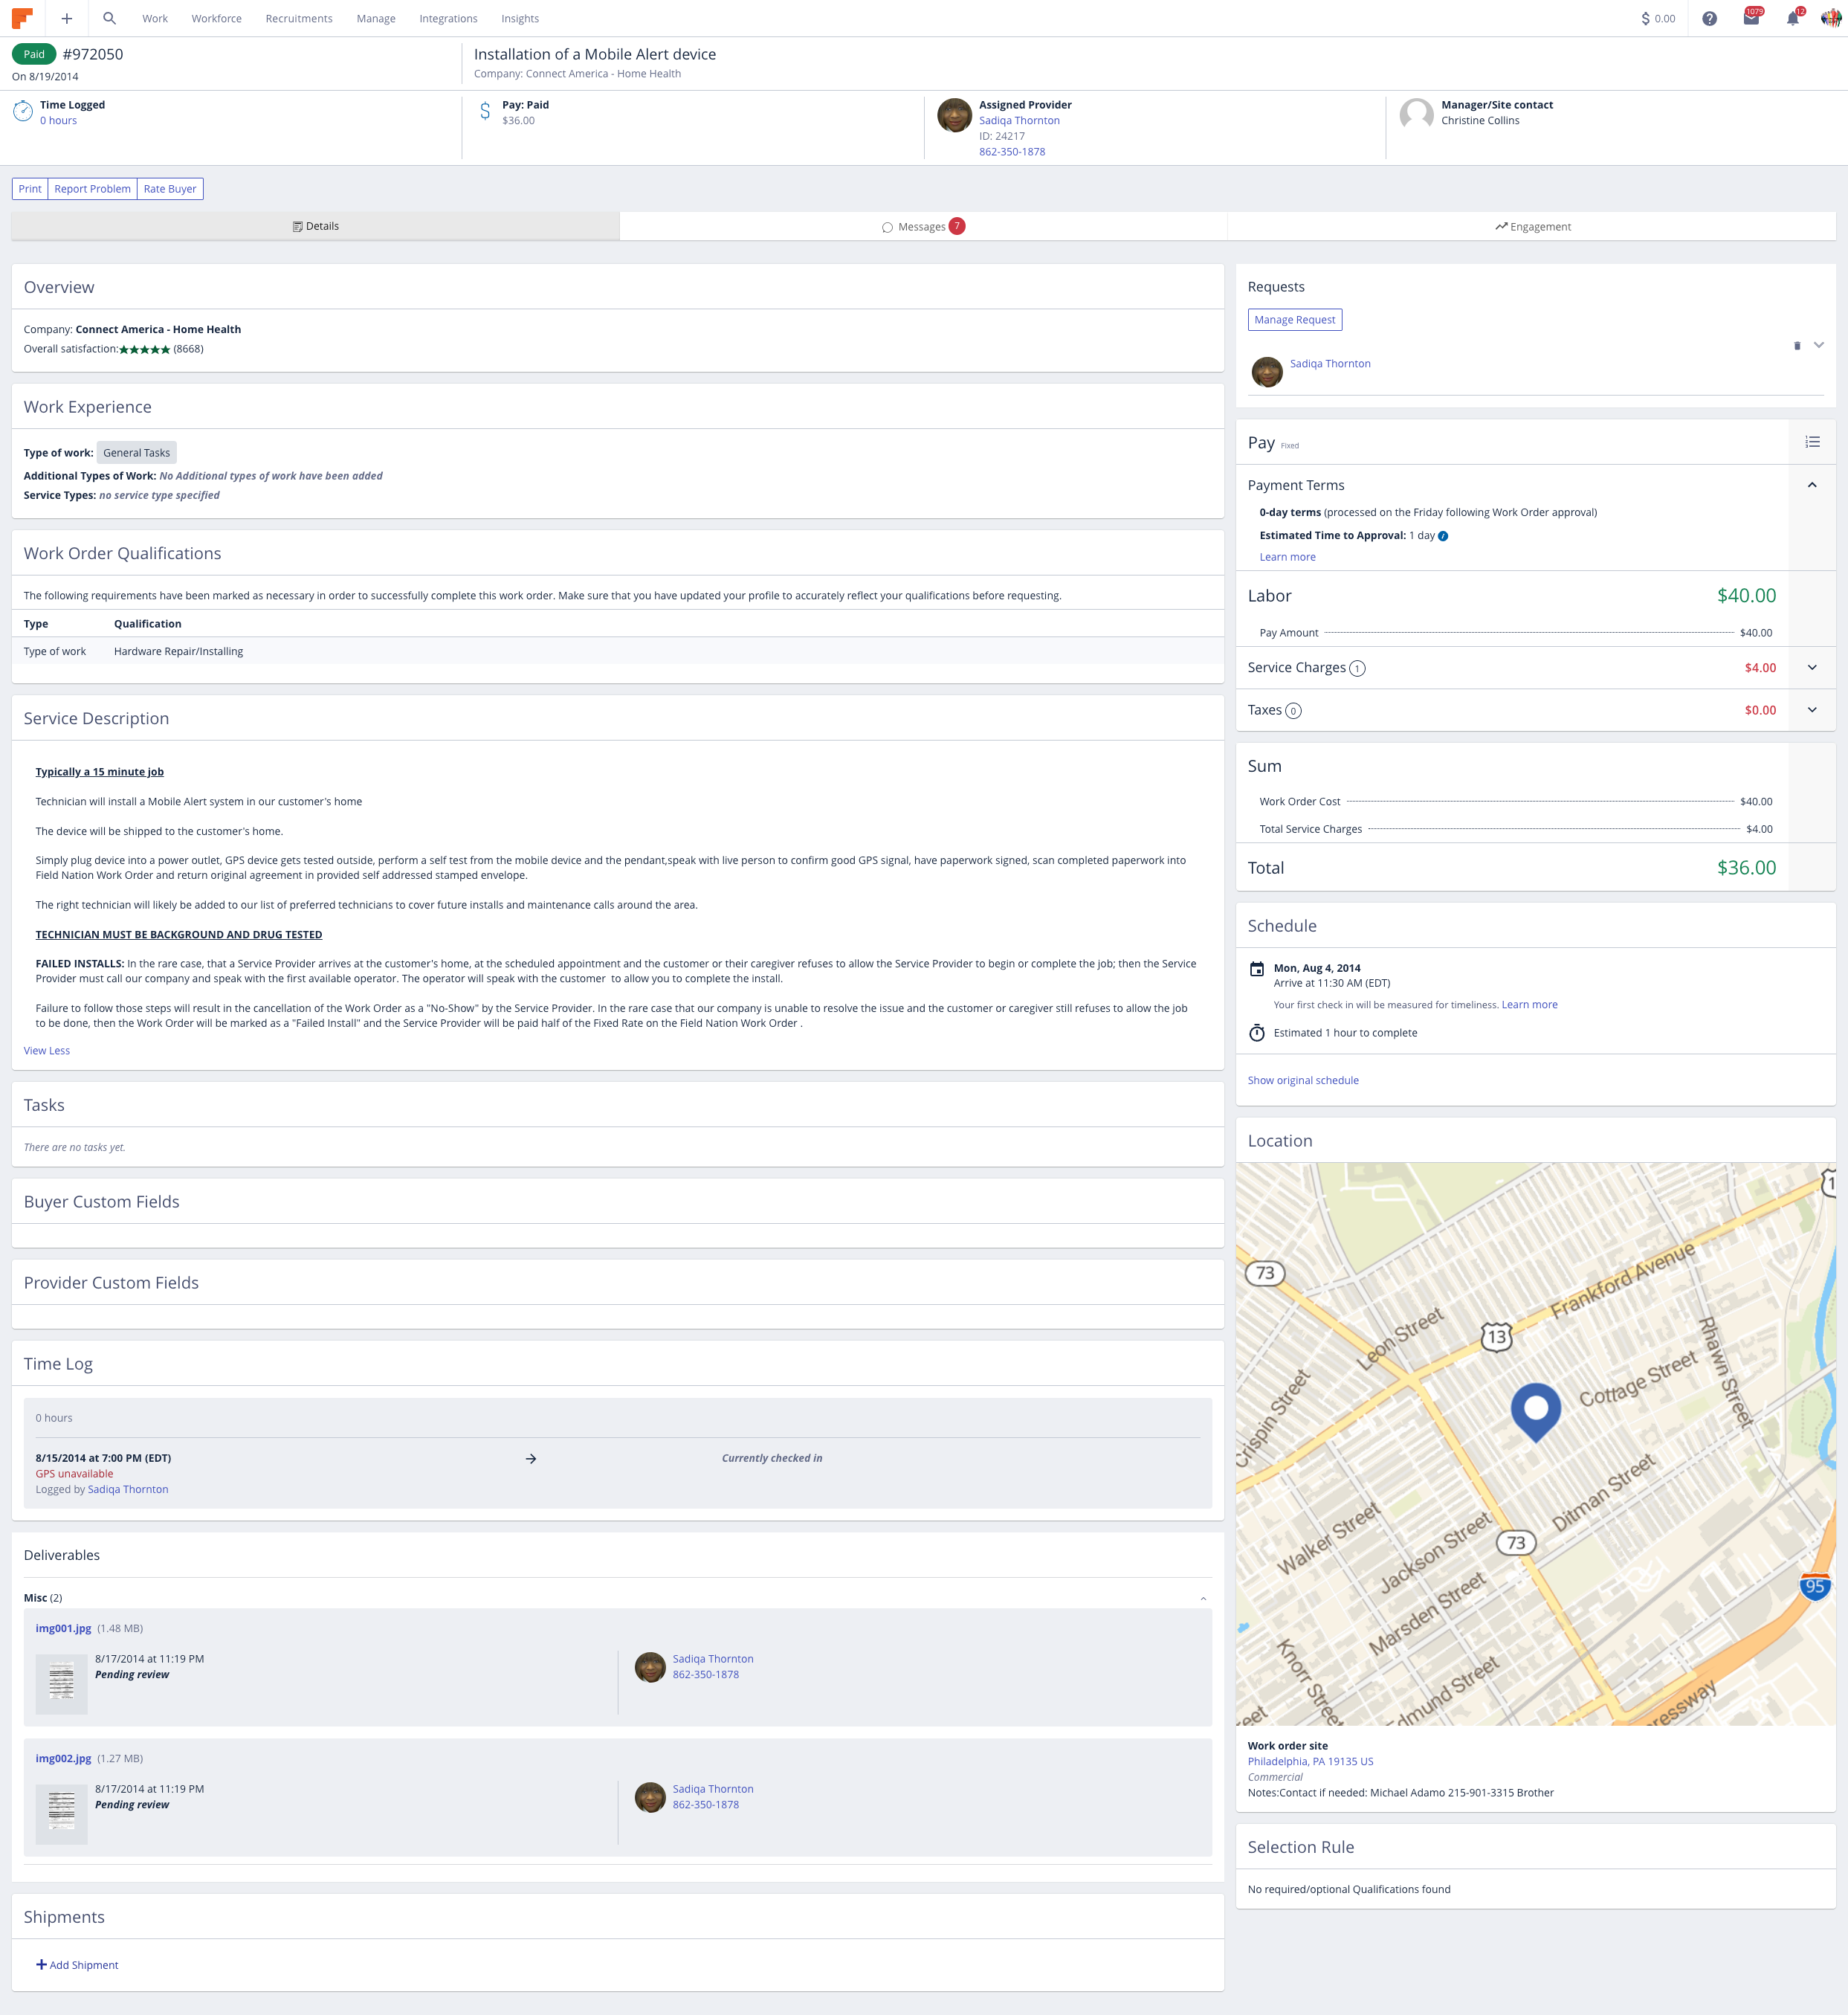 Work Workforce Recruitments Manage Integrations Insights $ 0.00 1079 12
Paid #972050
On 8/19/2014
Installation of a Mobile Alert device
Company: Connect America - Home Health
Time Logged
0 hours
Pay: Paid
$36.00
Assigned Provider
Sadiqa Thornton
ID: 24217
862-350-1878
Manager/Site contact
Christine Collins
Print Report Problem Rate Buyer
Details Messages 7 Engagement
Overview
Company: Connect America - Home Health
Overall satisfaction:★★★★★ (8668)
Work Experience
Type of work: General Tasks
Additional Types of Work: No Additional types of work have been added
Service Types: no service type specified
Work Order Qualifications
The following requirements have been marked as necessary in order to successfully complete this work order. Make sure that you have updated your profile to accurately reflect your qualifications before requesting.
Type Qualification
Type of work Hardware Repair/Installing
Service Description
Typically a 15 minute job
Technician will install a Mobile Alert system in our customer's home
The device will be shipped to the customer's home.
Simply plug device into a power outlet, GPS device gets tested outside, perform a self test from the mobile device and the pendant,speak with live person to confirm good GPS signal, have paperwork signed, scan completed paperwork into
Field Nation Work Order and return original agreement in provided self addressed stamped envelope.
The right technician will likely be added to our list of preferred technicians to cover future installs and maintenance calls around the area.
TECHNICIAN MUST BE BACKGROUND AND DRUG TESTED
FAILED INSTALLS: In the rare case, that a Service Provider arrives at the customer's home, at the scheduled appointment and the customer or their caregiver refuses to allow the Service Provider to begin or complete the job; then the Service
Provider must call our company and speak with the first available operator. The operator will speak with the customer to allow you to complete the install.
Failure to follow those steps will result in the cancellation of the Work Order as a "No-Show" by the Service Provider. In the rare case that our company is unable to resolve the issue and the customer or caregiver still refuses to allow the job
to be done, then the Work Order will be marked as a "Failed Install" and the Service Provider will be paid half of the Fixed Rate on the Field Nation Work Order .
View Less
Tasks
There are no tasks yet.
Buyer Custom Fields
Provider Custom Fields
Time Log
0 hours
8/15/2014 at 7:00 PM (EDT) → Currently checked in
GPS unavailable
Logged by Sadiqa Thornton
Deliverables
Misc (2)
img001.jpg (1.48 MB)
8/17/2014 at 11:19 PM
Pending review
Sadiqa Thornton
862-350-1878
img002.jpg (1.27 MB)
8/17/2014 at 11:19 PM
Pending review
Sadiqa Thornton
862-350-1878
Shipments
Add Shipment
Requests
Manage Request
Sadiqa Thornton
Pay Fixed
Payment Terms
0-day terms (processed on the Friday following Work Order approval)
Estimated Time to Approval: 1 day
Learn more
Labor $40.00
Pay Amount $40.00
Service Charges 1 $4.00
Taxes 0 $0.00
Sum
Work Order Cost $40.00
Total Service Charges $4.00
Total $36.00
Schedule
Mon, Aug 4, 2014
Arrive at 11:30 AM (EDT)
Your first check in will be measured for timeliness. Learn more
Estimated 1 hour to complete
Show original schedule
Location
73
Frankford Avenue
Leon Street
13
Rhawn Street
Cottage Street
Crispin Street
Ditman Street
Walker Street
Jackson Street
73
Marsden Street
95
Knorr Street
dmund Street
eet
ressway
Work order site
Philadelphia, PA 19135 US
Commercial
Notes:Contact if needed: Michael Adamo 215-901-3315 Brother
Selection Rule
No required/optional Qualifications found